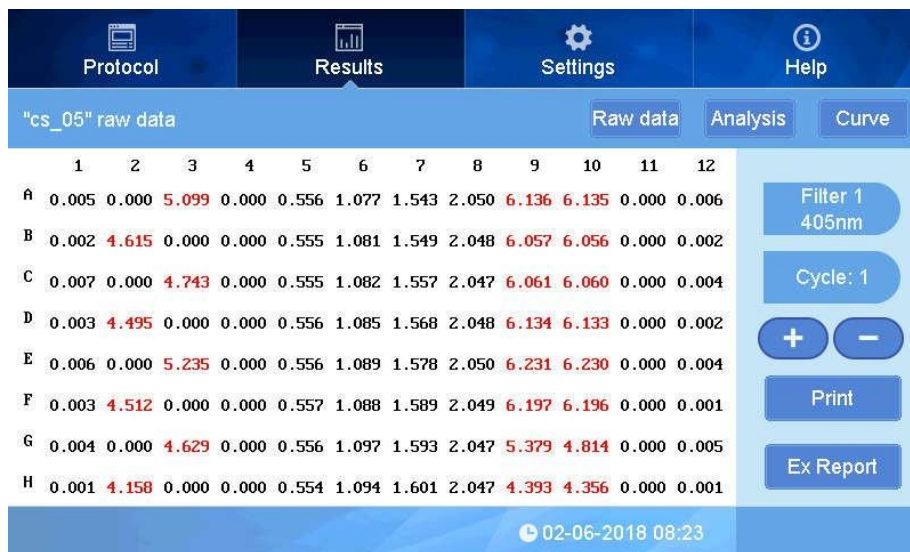 Protocol Results Settings Help
"cs_05" raw data Raw data Analysis Curve
1 2 3 4 5 6 7 8 9 10 11 12
A 0.005 0.000 5.099 0.000 0.556 1.077 1.543 2.050 6.136 6.135 0.000 0.006
B 0.002 4.615 0.000 0.000 0.555 1.081 1.549 2.048 6.057 6.056 0.000 0.002
C 0.007 0.000 4.743 0.000 0.555 1.082 1.557 2.047 6.061 6.060 0.000 0.004
D 0.003 4.495 0.000 0.000 0.556 1.085 1.568 2.048 6.134 6.133 0.000 0.002
E 0.006 0.000 5.235 0.000 0.556 1.089 1.578 2.050 6.231 6.230 0.000 0.004
F 0.003 4.512 0.000 0.000 0.557 1.088 1.589 2.049 6.197 6.196 0.000 0.001
G 0.004 0.000 4.629 0.000 0.556 1.097 1.593 2.047 5.379 4.814 0.000 0.005
H 0.001 4.158 0.000 0.000 0.554 1.094 1.601 2.047 4.393 4.356 0.000 0.001
Filter 1
405nm
Cycle: 1
+ −
Print
Ex Report
02-06-2018 08:23